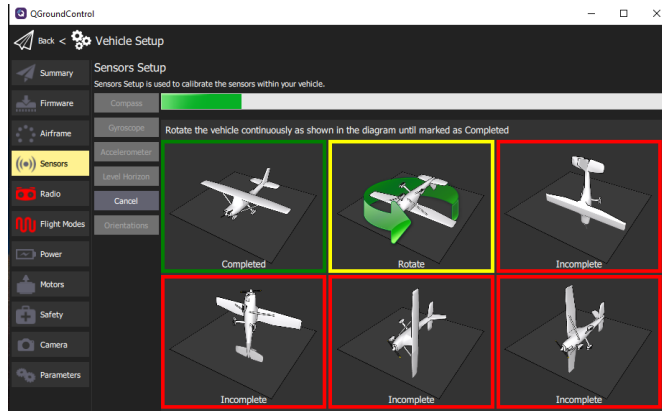 QGroundControl
Back < Vehicle Setup
Summary
Firmware
Airframe
Sensors
Radio
Flight Modes
Power
Motors
Safety
Camera
Parameters
Sensors Setup
Sensors Setup is used to calibrate the sensors within your vehicle.
Compass
Gyroscope
Accelerometer
Level Horizon
Cancel
Orientations
Rotate the vehicle continuously as shown in the diagram until marked as Completed
Completed
Rotate
Incomplete
Incomplete
Incomplete
Incomplete